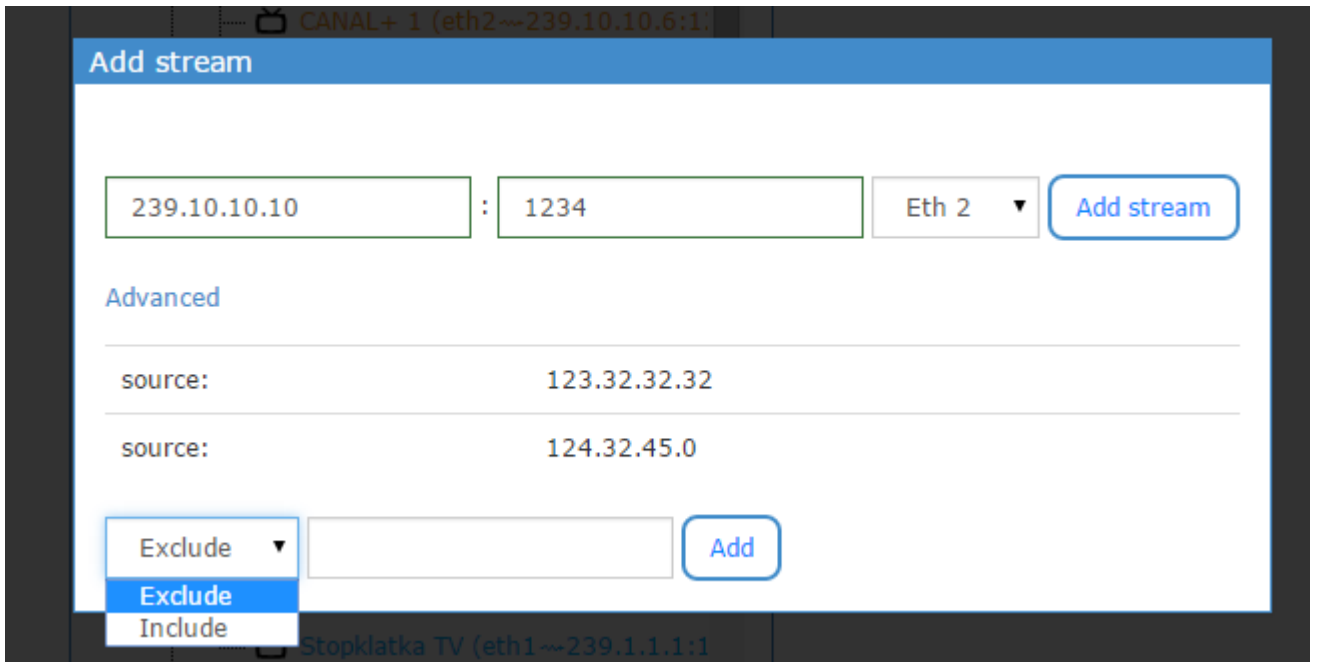 CANAL+ 1 (eth2⇝239.10.10.6:1
Add stream
239.10.10.10 : 1234 Eth 2 Add stream
Advanced
source: 123.32.32.32
source: 124.32.45.0
Exclude Add
Exclude
Include
Stopklatka TV (eth1⇝239.1.1.1:1